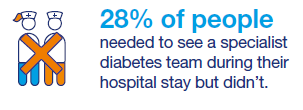 28% of people
needed to see a specialist
diabetes team during their
hospital stay but didn't.